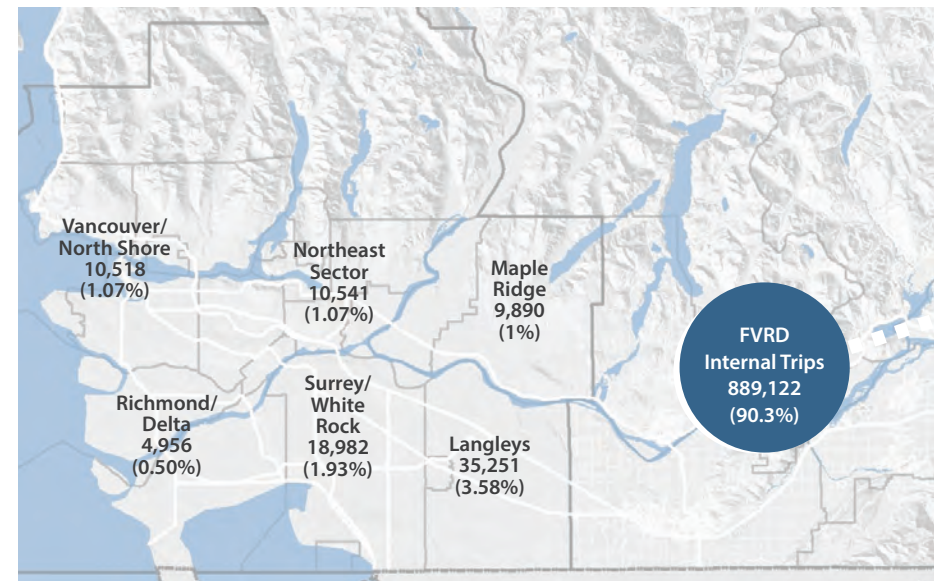 Vancouver/
North Shore
10,518
(1.07%)
Northeast
Sector
10,541
(1.07%)
Maple
Ridge
9,890
(1%)
FVRD
Internal Trips
889,122
(90.3%)
Richmond/
Delta
4,956
(0.50%)
Surrey/
White
Rock
18,982
(1.93%)
Langleys
35,251
(3.58%)